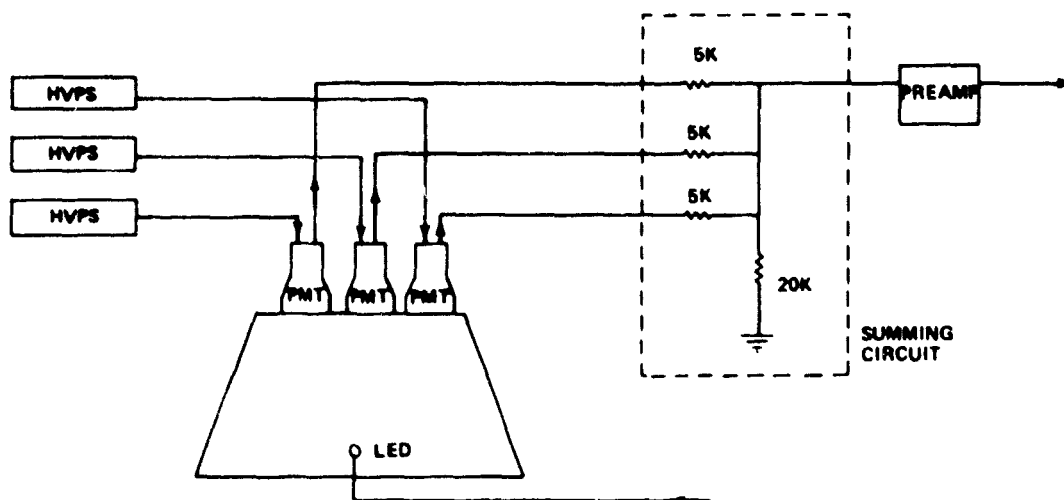 5K
HVPS
PREAMP
HVPS
5K
HVPS
5K
PMT PMT PMT
20K
SUMMING
CIRCUIT
LED